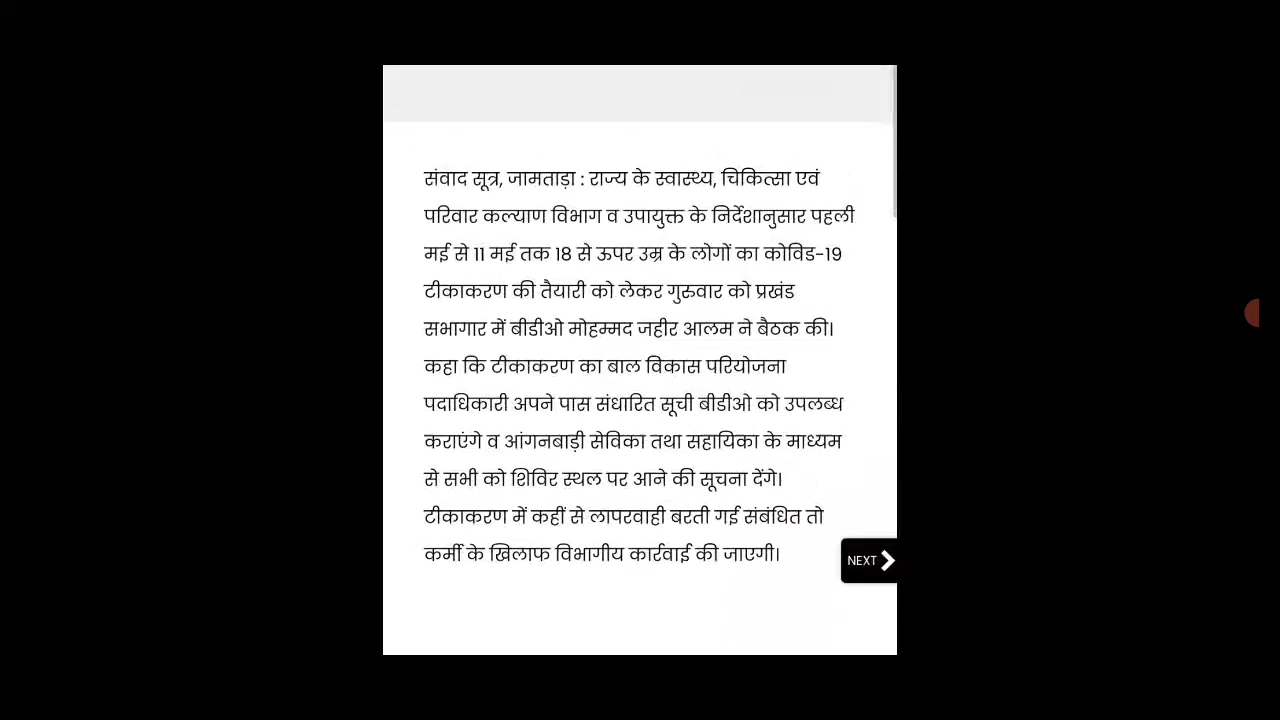 संवाद सूत्र, जामताड़ा : राज्य के स्वास्थ्य, चिकित्सा एवं
परिवार कल्याण विभाग व उपायुक्त के निर्देशानुसार पहली
मई से 11 मई तक 18 से ऊपर उम्र के लोगों का कोविड-19
टीकाकरण की तैयारी को लेकर गुरुवार को प्रखंड
सभागार में बीडीओ मोहम्मद जहीर आलम ने बैठक की।
कहा कि टीकाकरण का बाल विकास परियोजना
पदाधिकारी अपने पास संधारित सूची बीडीओ को उपलब्ध
कराएंगे व आंगनबाड़ी सेविका तथा सहायिका के माध्यम
से सभी को शिविर स्थल पर आने की सूचना देंगे।
टीकाकरण में कहीं से लापरवाही बरती गई संबंधित तो
कर्मी के खिलाफ विभागीय कार्रवाई की जाएगी।
NEXT